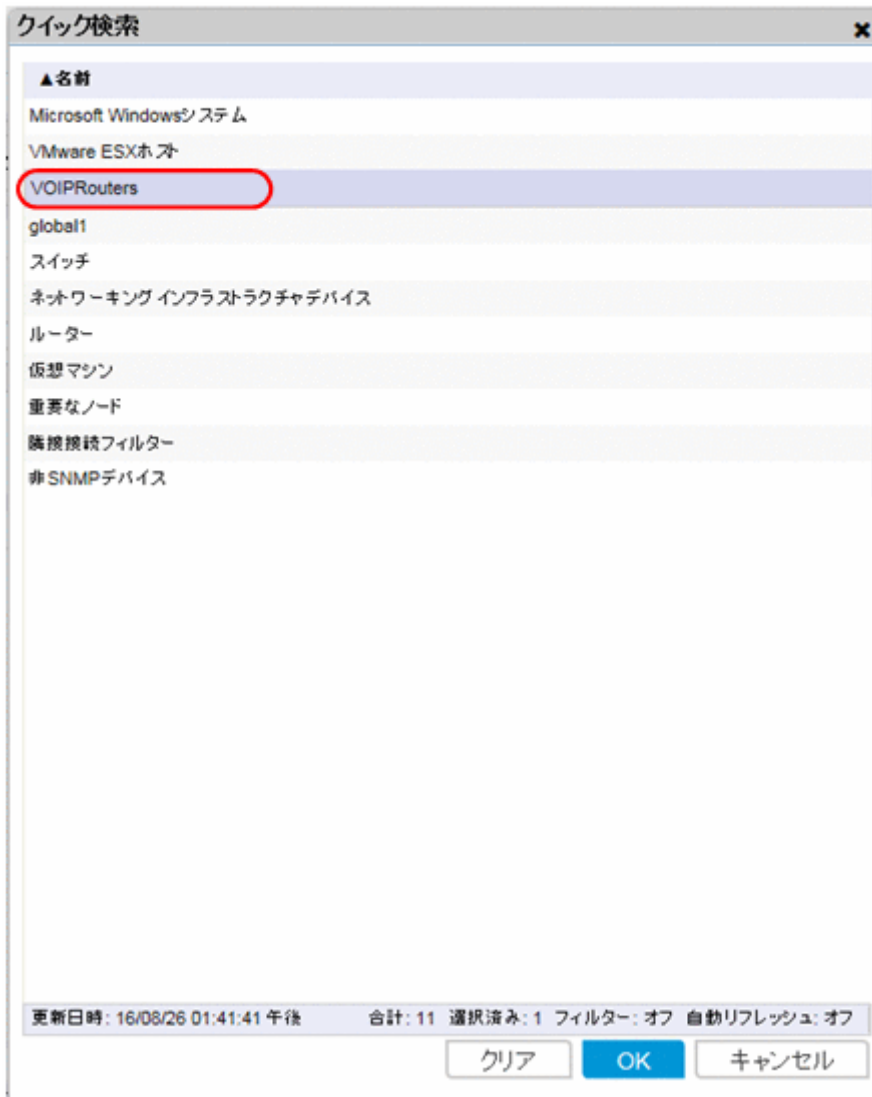 クイック検索
▲名前
Microsoft Windowsシステム
VMware ESXホスト
VOIPRouters
global1
スイッチ
ネットワーキング インフラストラクチャデバイス
ルーター
仮想マシン
重要なノード
隣接接続フィルター
非SNMPデバイス
更新日時: 16/08/26 01:41:41 午後 合計: 11 選択済み: 1 フィルター: オフ 自動リフレッシュ: オフ
クリア OK キャンセル